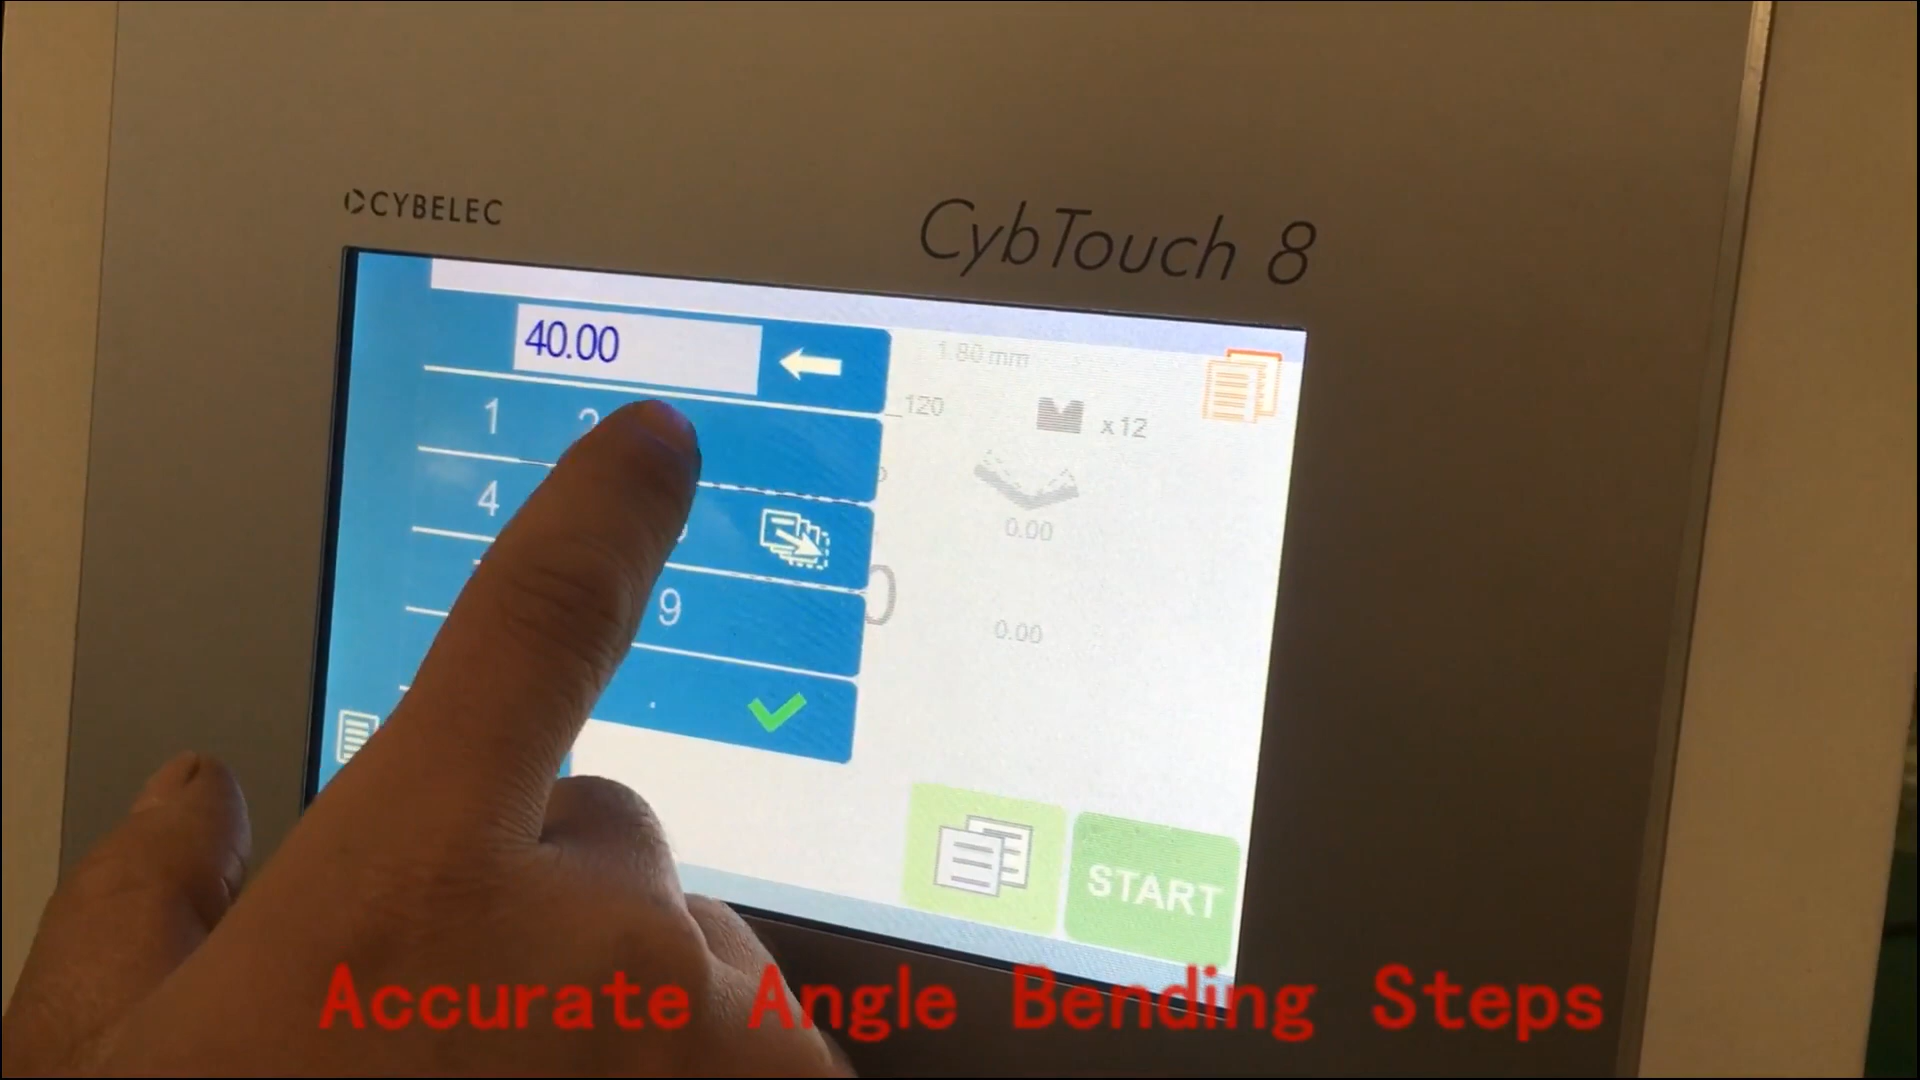 CYBELEC
CybTouch 8
40.00
1.80 mm
_120
x12
1
4
0.00
9
0.00
.
START
Accurate Angle Bending Steps